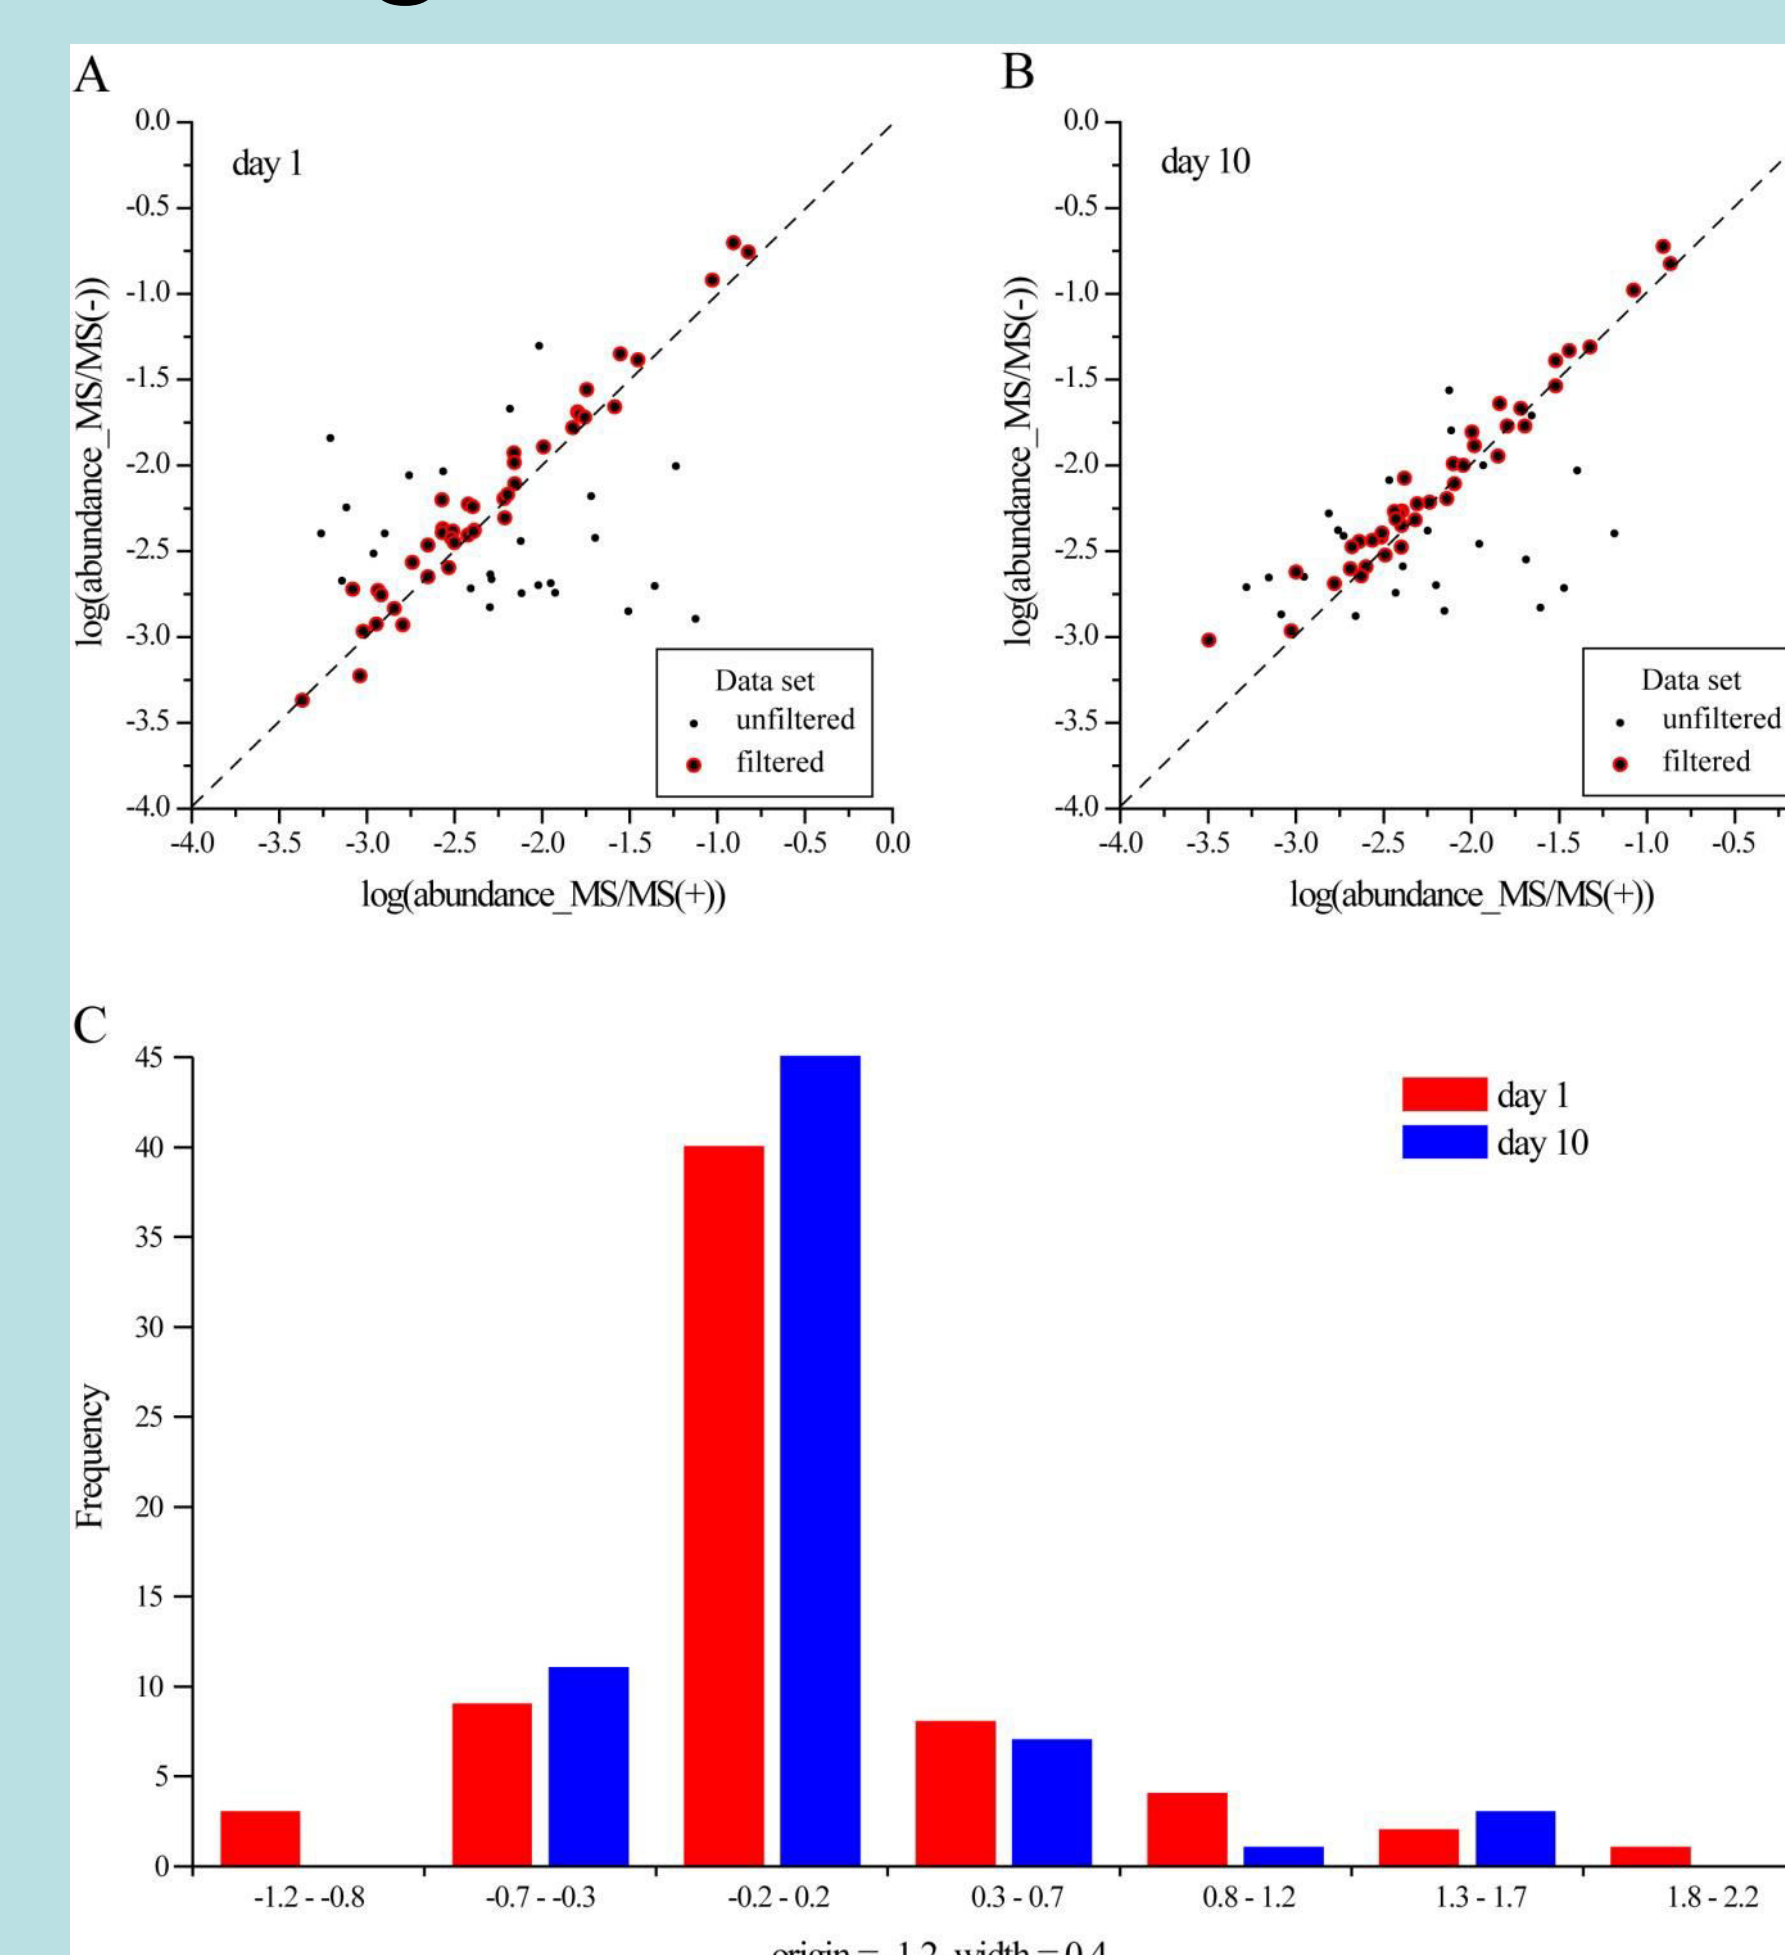 A
0.0
-0.5
-1.0
-1.5
-2.0
-2.5
-3.0
-3.5
-4.0
log(abundance_MS/MS(-))
day 1
Data set
unfiltered
filtered
-4.0 -3.5 -3.0 -2.5 -2.0 -1.5 -1.0 -0.5 0.0
log(abundance_MS/MS(+))
B
0.0
-0.5
-1.0
-1.5
-2.0
-2.5
-3.0
-3.5
-4.0
log(abundance_MS/MS(-))
day 10
Data set
unfiltered
filtered
-4.0 -3.5 -3.0 -2.5 -2.0 -1.5 -1.0 -0.5
log(abundance_MS/MS(+))
C
45
40
35
30
25
20
15
10
5
0
Frequency
day 1
day 10
-1.2 - -0.8 -0.7 - -0.3 -0.2 - 0.2 0.3 - 0.7 0.8 - 1.2 1.3 - 1.7 1.8 - 2.2
origin = -1.2, width = 0.4